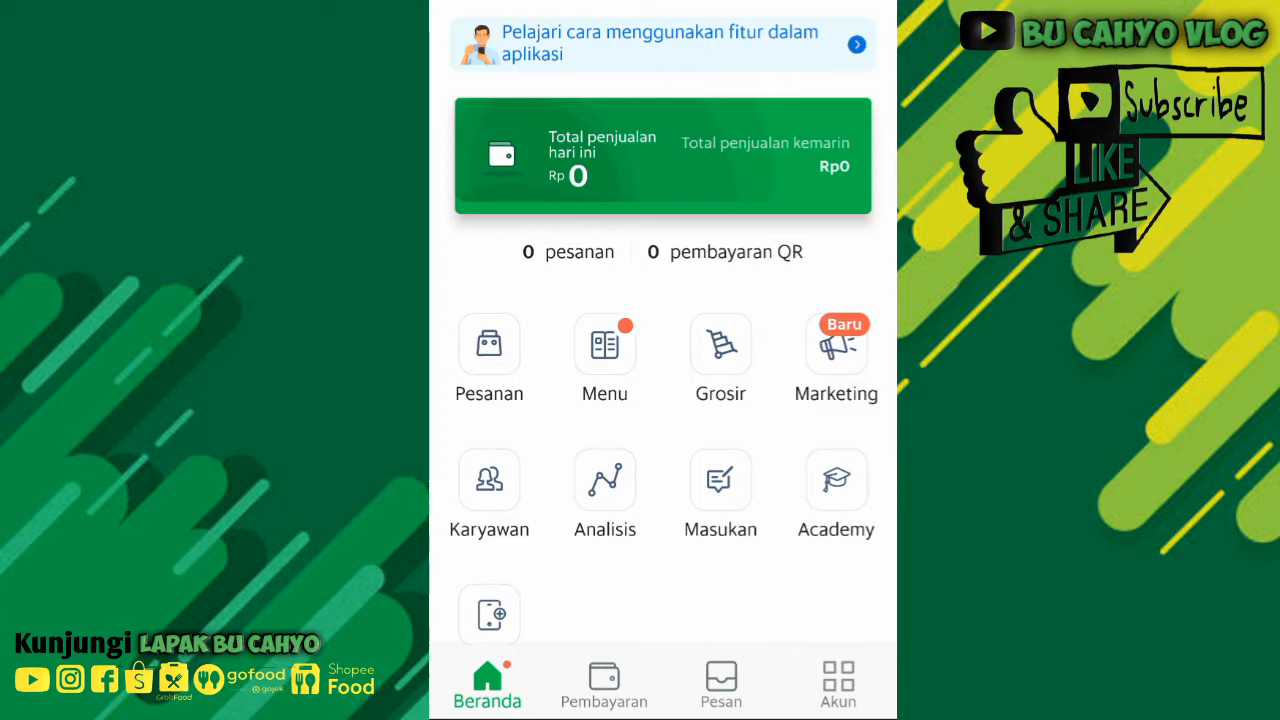 Pelajari cara menggunakan fitur dalam
aplikasi
BU CAHYO VLOG
Subscribe
LIKE
& SHARE
Total penjualan
hari ini
Rp 0
Total penjualan kemarin
Rp0
0 pesanan
0 pembayaran QR
Baru
Pesanan
Menu
Grosir
Marketing
Karyawan
Analisis
Masukan
Academy
Kunjungi LAPAK BU CAHYO
GrabFood
gofood
gojek
Shopee
Food
Beranda
Pembayaran
Pesan
Akun